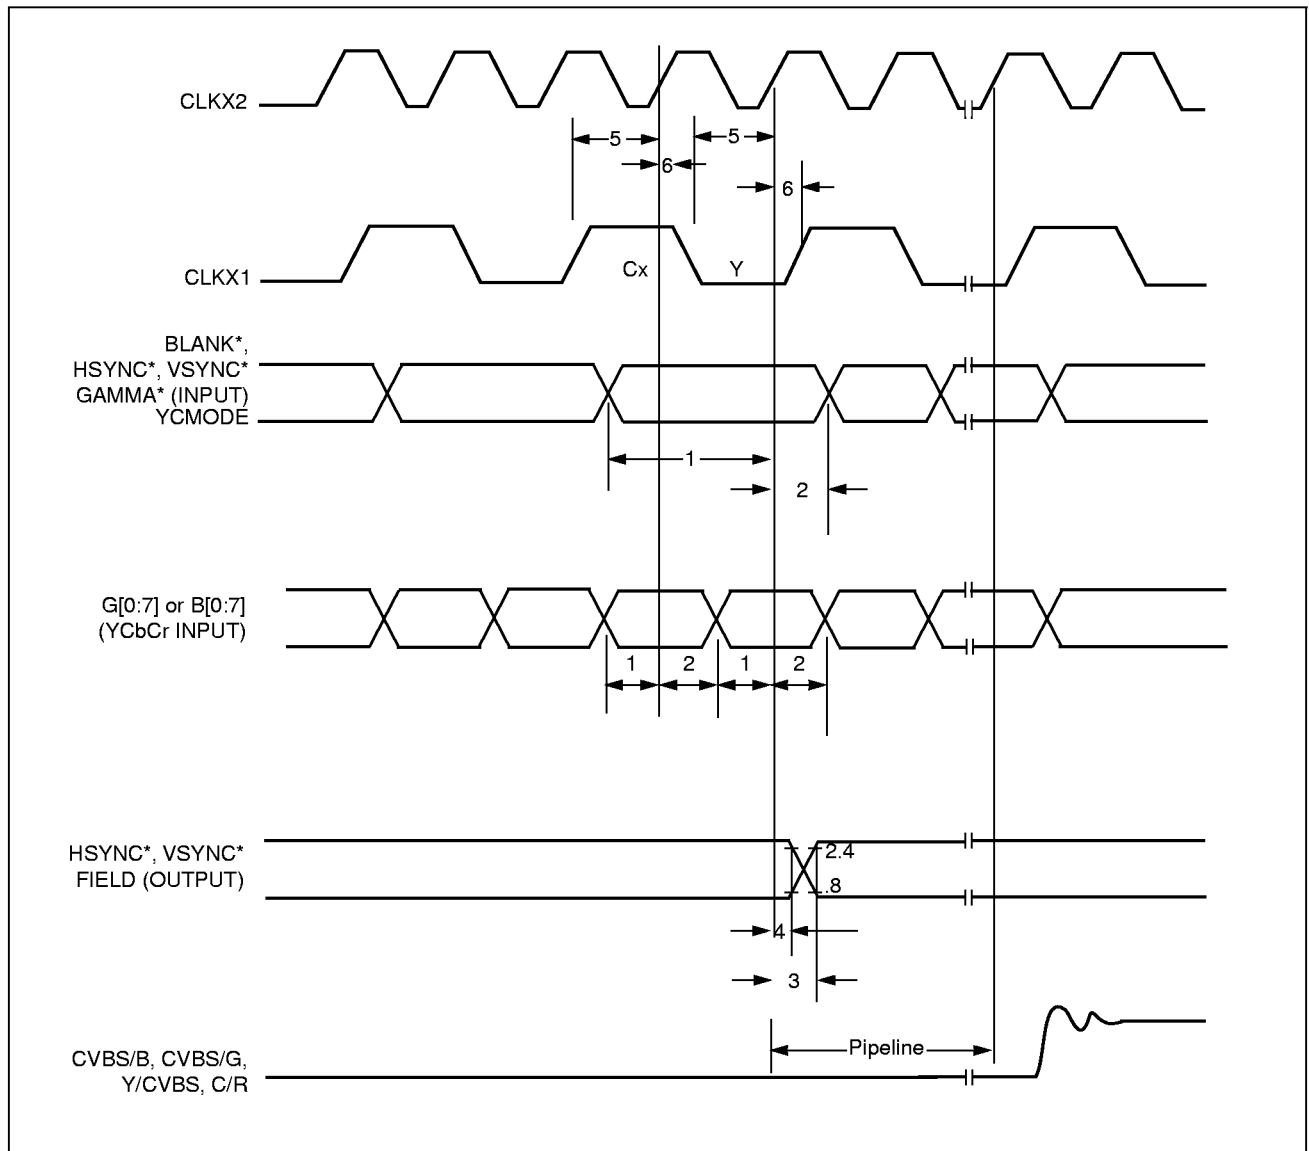 CLKX2
5
5
6
6
CLKX1
Cx
Y
BLANK*,
HSYNC*, VSYNC*
GAMMA* (INPUT)
YCMODE
1
2
G[0:7] or B[0:7]
(YCbCr INPUT)
1
2
1
2
HSYNC*, VSYNC*
FIELD (OUTPUT)
2.4
.8
4
3
Pipeline
CVBS/B, CVBS/G,
Y/CVBS, C/R